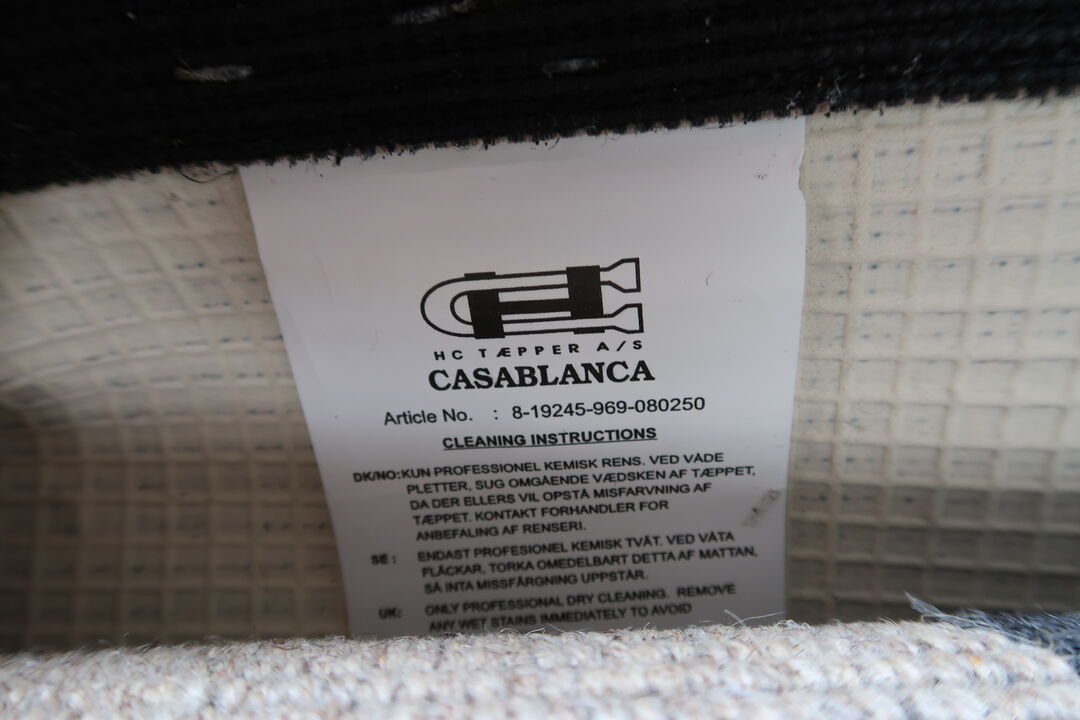 HC TÆPPER A/S
CASABLANCA
Article No. : 8-19245-969-080250
CLEANING INSTRUCTIONS
DK/NO: KUN PROFESSIONEL KEMISK RENS. VED VÅDE
PLETTER, SUG OMGÅENDE VÆDSKEN AF TÆPPET,
DA DER ELLERS VIL OPSTÅ MISFARVNING AF
TÆPPET. KONTAKT FORHANDLER FOR
ANBEFALING AF RENSERI.
SE : ENDAST PROFESIONEL KEMISK TVÄT. VED VÅTA
FLÄCKAR, TORKA OMEDELBART DETTA AF MATTAN,
SÅ INTA MISSFÄRGNING UPPSTÅR.
UK: ONLY PROFESSIONAL DRY CLEANING. REMOVE
ANY WET STAINS IMMEDIATELY TO AVOID